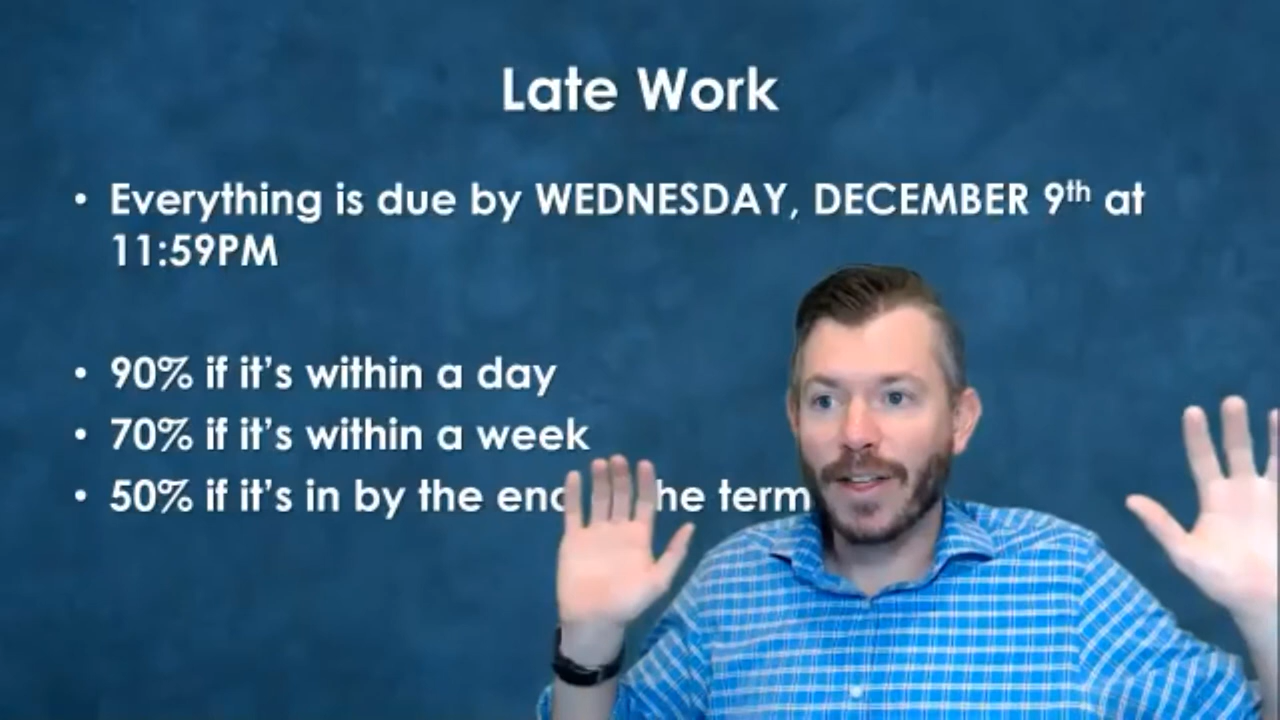 Late Work
• Everything is due by WEDNESDAY, DECEMBER 9th at
11:59PM
• 90% if it's within a day
• 70% if it's within a week
• 50% if it's in by the term